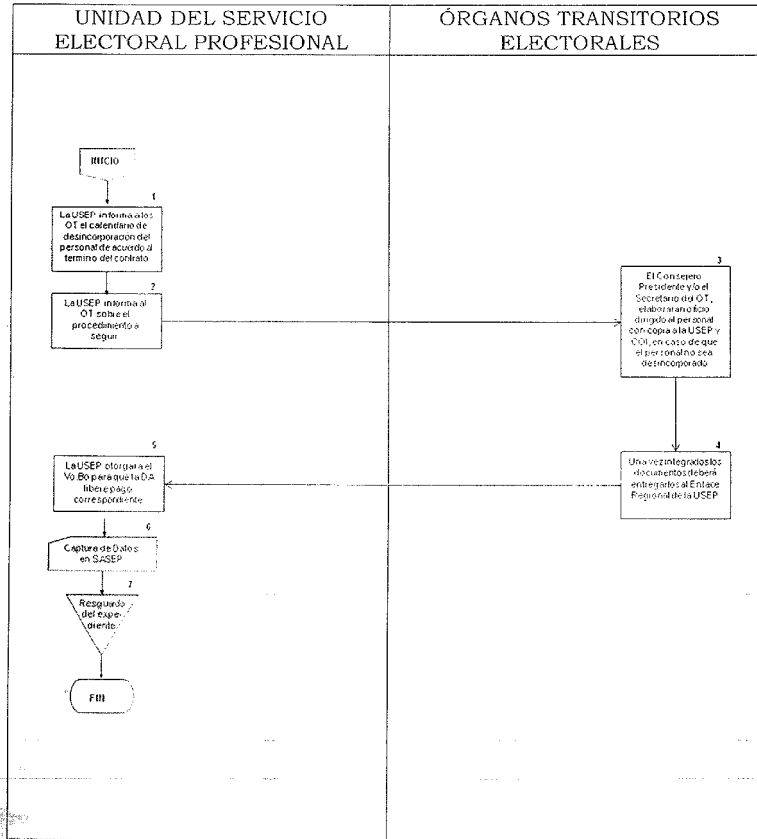 UNIDAD DEL SERVICIO
ELECTORAL PROFESIONAL
ÓRGANOS TRANSITORIOS
ELECTORALES
INICIO
1
La USEP informa a los
OT el calendario de
desincorporación del
personal de acuerdo al
termino del contrato
2
La USEP informa al
OT sobre el
procedimiento a
seguir
3
El Consejero
Presidente y/o el
Secretario del OT,
elaboraran oficio
dirigido al personal
con copia a la USEP y
COI, en caso de que
el personal no sea
desincorporado
4
Una vez integrados los
documentos deberá
entregarlos al Enlace
Regional de la USEP
5
La USEP otorgara el
Vo.Bo para que la DA
libere pago
correspondiente
6
Captura de Datos
en SASEP
7
Resguardo
del expe-
diente.
FIN